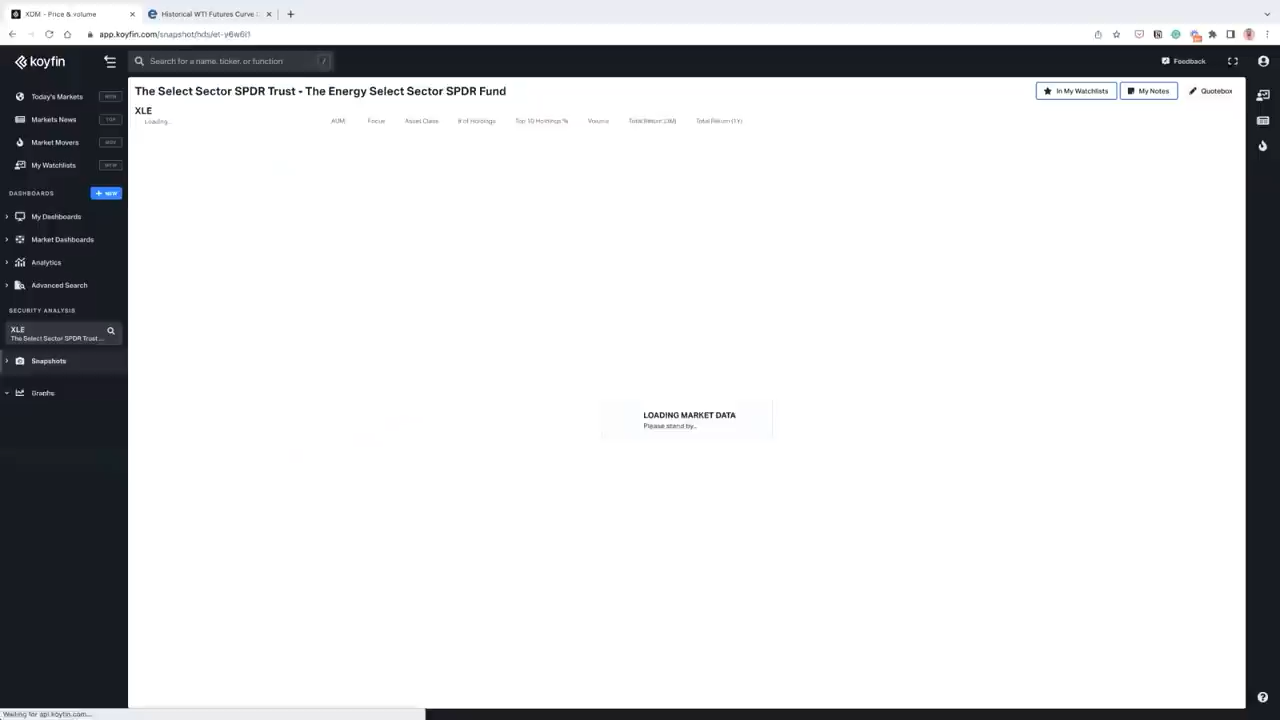 XOM - Price & volume
Historical WTI Futures Curve
app.koyfin.com/snapshot/hds/et-y6w6l1
koyfin
Search for a name, ticker, or function
/
Feedback
Today's Markets
Markets News
TOP
Market Movers
My Watchlists
DASHBOARDS
+ NEW
My Dashboards
Market Dashboards
Analytics
Advanced Search
SECURITY ANALYSIS
XLE
The Select Sector SPDR Trust ...
Snapshots
Graphs
The Select Sector SPDR Trust - The Energy Select Sector SPDR Fund
In My Watchlists
My Notes
Quotebox
XLE
Loading...
AUM
Focus
Asset Class
# of Holdings
Top 10 Holdings %
Volume
Total Return (3M)
Total Return (1Y)
LOADING MARKET DATA
Please stand by...
Waiting for api.koyfin.com...